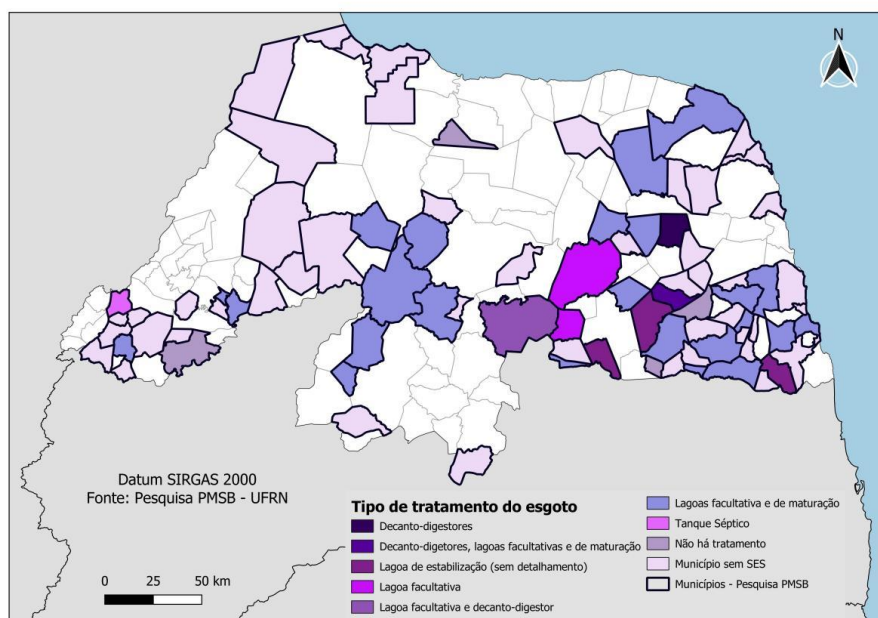 N
Datum SIRGAS 2000
Fonte: Pesquisa PMSB - UFRN
0 25 50 km
Tipo de tratamento do esgoto
Decanto-digestores
Decanto-digetores, lagoas facultativas e de maturação
Lagoa de estabilização (sem detalhamento)
Lagoa facultativa
Lagoa facultativa e decanto-digestor
Lagoas facultativa e de maturação
Tanque Séptico
Não há tratamento
Município sem SES
Municípios - Pesquisa PMSB